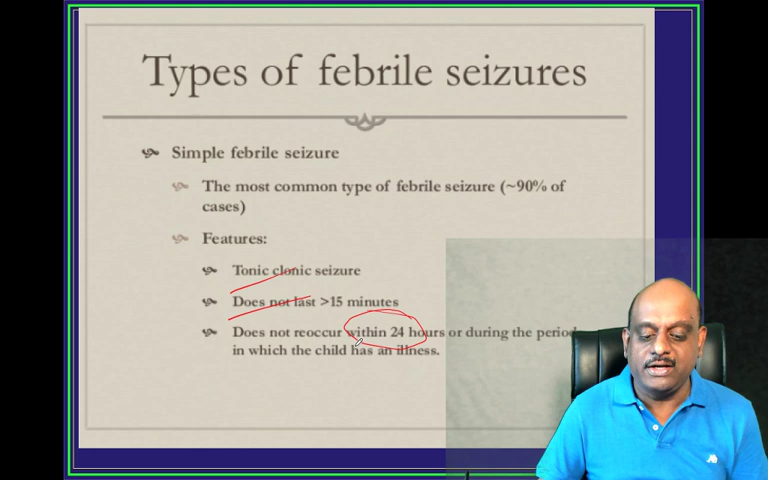 Types of febrile seizures
Simple febrile seizure
The most common type of febrile seizure (~90% of
cases)
Features:
Tonic clonic seizure
Does not last >15 minutes
Does not reoccur within 24 hours or during the period
in which the child has an illness.